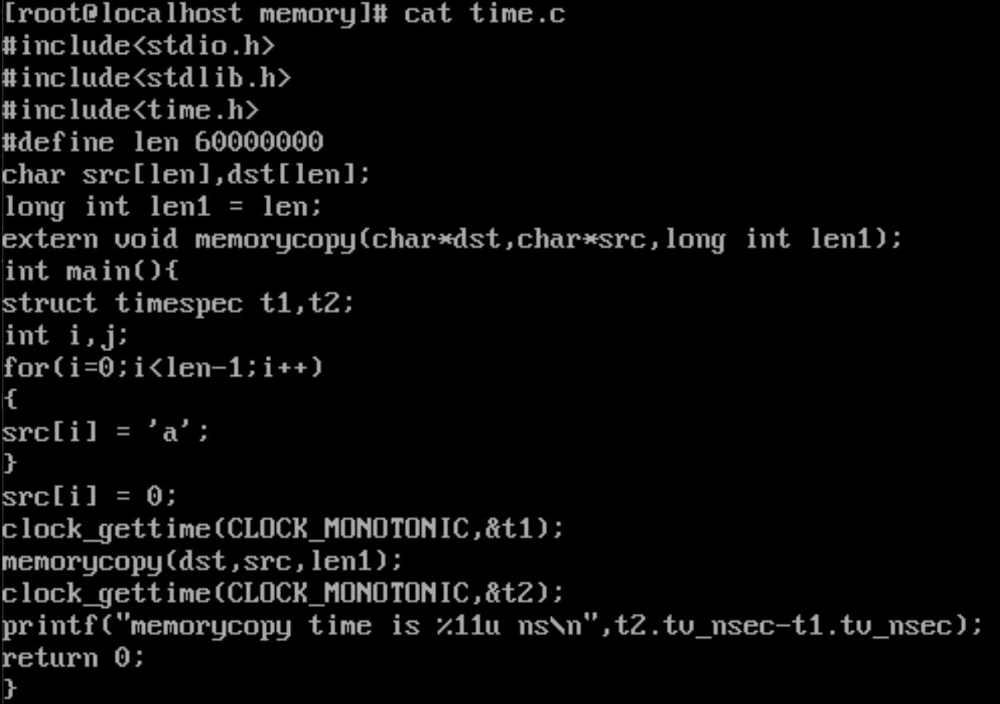 [root@localhost memory]# cat time.c
#include<stdio.h>
#include<stdlib.h>
#include<time.h>
#define len 60000000
char src[len],dst[len];
long int len1 = len;
extern void memorycopy(char*dst,char*src,long int len1);
int main(){
struct timespec t1,t2;
int i,j;
for(i=0;i<len-1;i++)
{
src[i] = 'a';
}
src[i] = 0;
clock_gettime(CLOCK_MONOTONIC,&t1);
memorycopy(dst,src,len1);
clock_gettime(CLOCK_MONOTONIC,&t2);
printf("memorycopy time is %11u ns\n",t2.tv_nsec-t1.tv_nsec);
return 0;
}